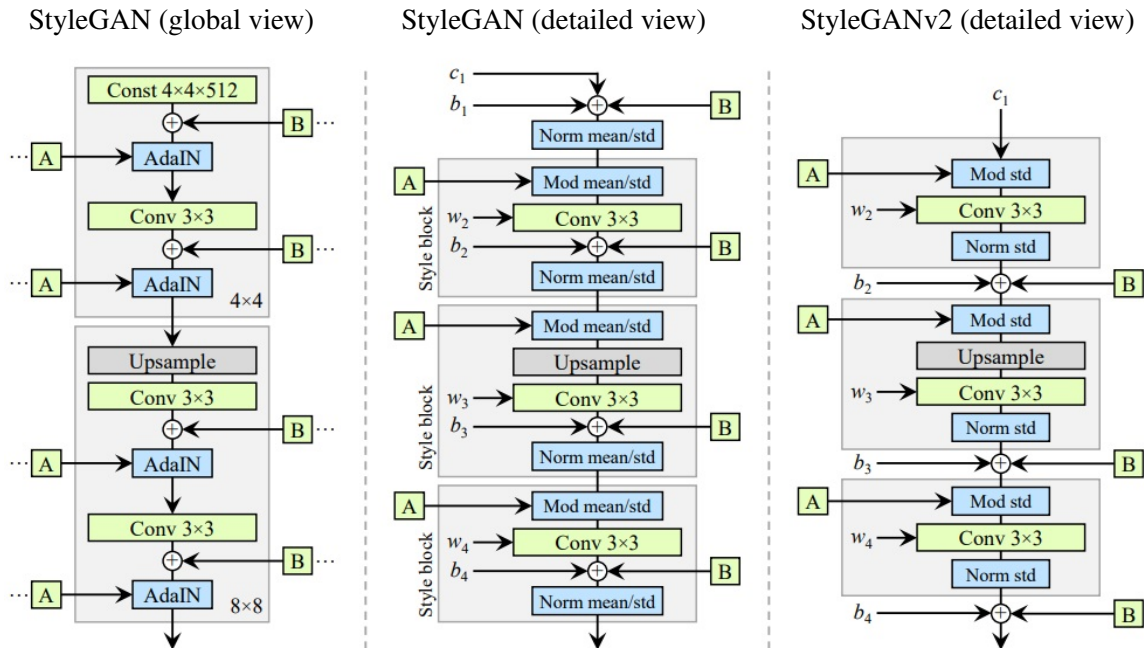 StyleGAN (global view)
Const 4×4×512
+
B ···
··· A
AdaIN
Conv 3×3
+
B ···
··· A
AdaIN
4×4
Upsample
Conv 3×3
+
B ···
··· A
AdaIN
Conv 3×3
+
B ···
··· A
AdaIN
8×8
StyleGAN (detailed view)
c₁
b₁
+
B
Norm mean/std
A
Mod mean/std
w₂
Conv 3×3
b₂
+
B
Norm mean/std
Style block
A
Mod mean/std
Upsample
w₃
Conv 3×3
b₃
+
B
Norm mean/std
Style block
A
Mod mean/std
w₄
Conv 3×3
b₄
+
B
Norm mean/std
Style block
StyleGANv2 (detailed view)
c₁
A
Mod std
w₂
Conv 3×3
Norm std
b₂
+
B
A
Mod std
Upsample
w₃
Conv 3×3
Norm std
b₃
+
B
A
Mod std
w₄
Conv 3×3
Norm std
b₄
+
B